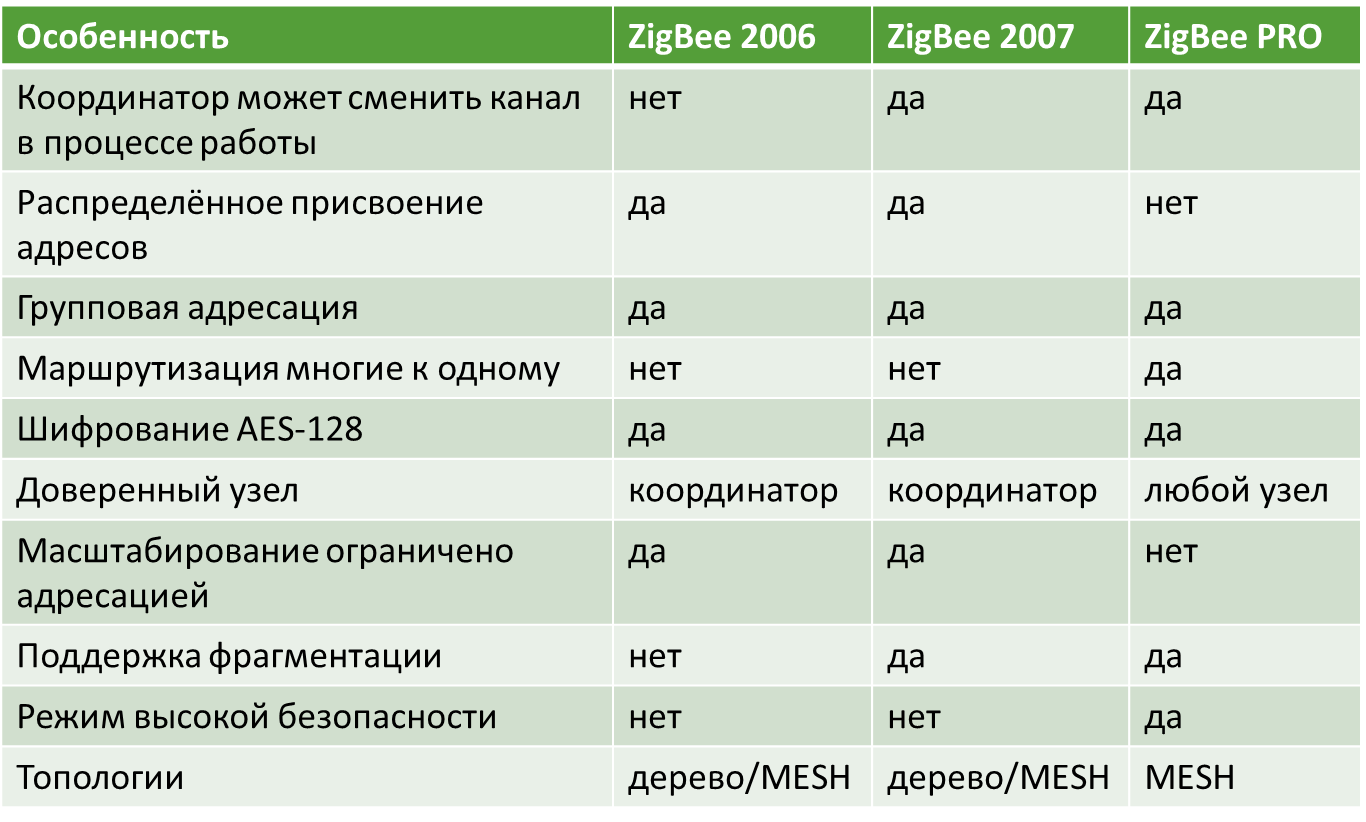 Особенность ZigBee 2006 ZigBee 2007 ZigBee PRO
Координатор может сменить канал нет да да
в процессе работы
Распределённое присвоение да да нет
адресов
Групповая адресация да да да
Маршрутизация многие к одному нет нет да
Шифрование AES-128 да да да
Доверенный узел координатор координатор любой узел
Масштабирование ограничено да да нет
адресацией
Поддержка фрагментации нет да да
Режим высокой безопасности нет нет да
Топологии дерево/MESH дерево/MESH MESH